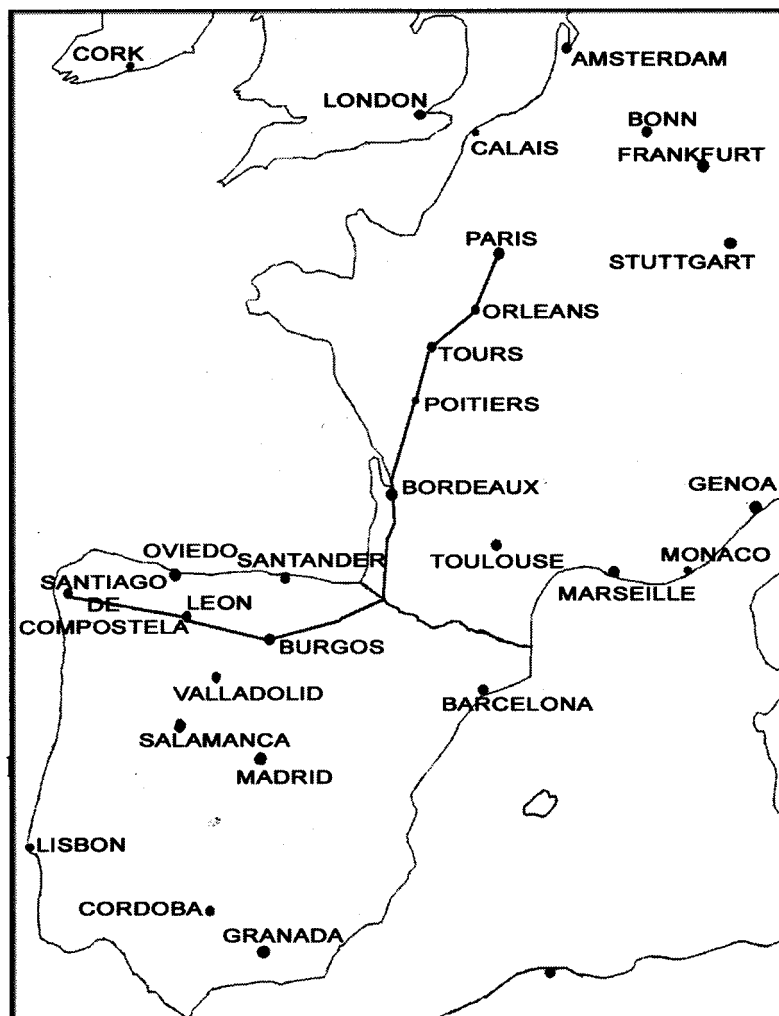 CORK
AMSTERDAM
LONDON
BONN
CALAIS
FRANKFURT
PARIS
STUTTGART
ORLEANS
TOURS
POITIERS
GENOA
BORDEAUX
OVIEDO
SANTANDER
TOULOUSE
MONACO
MARSEILLE
SANTIAGO
DE
COMPOSTELA
LEON
BURGOS
VALLADOLID
BARCELONA
SALAMANCA
MADRID
LISBON
CORDOBA
GRANADA